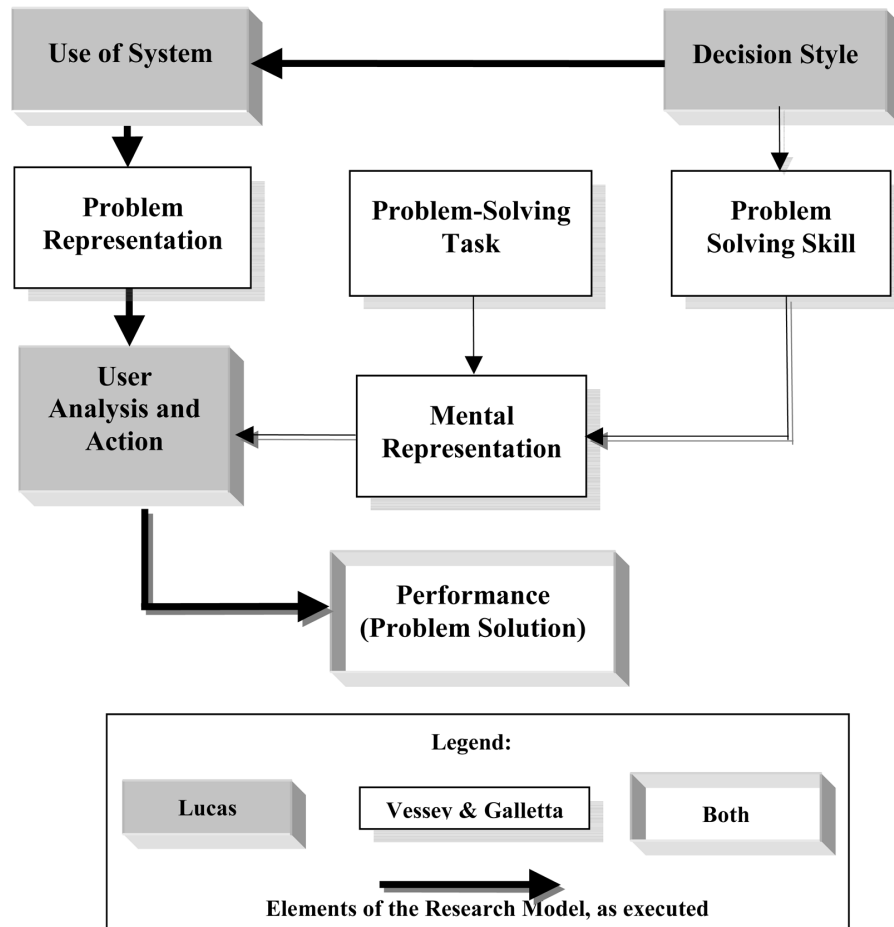 Use of System
Decision Style
Problem
Representation
Problem-Solving
Task
Problem
Solving Skill
User
Analysis and
Action
Mental
Representation
Performance
(Problem Solution)
Legend:
Lucas
Vessey & Galletta
Both
Elements of the Research Model, as executed